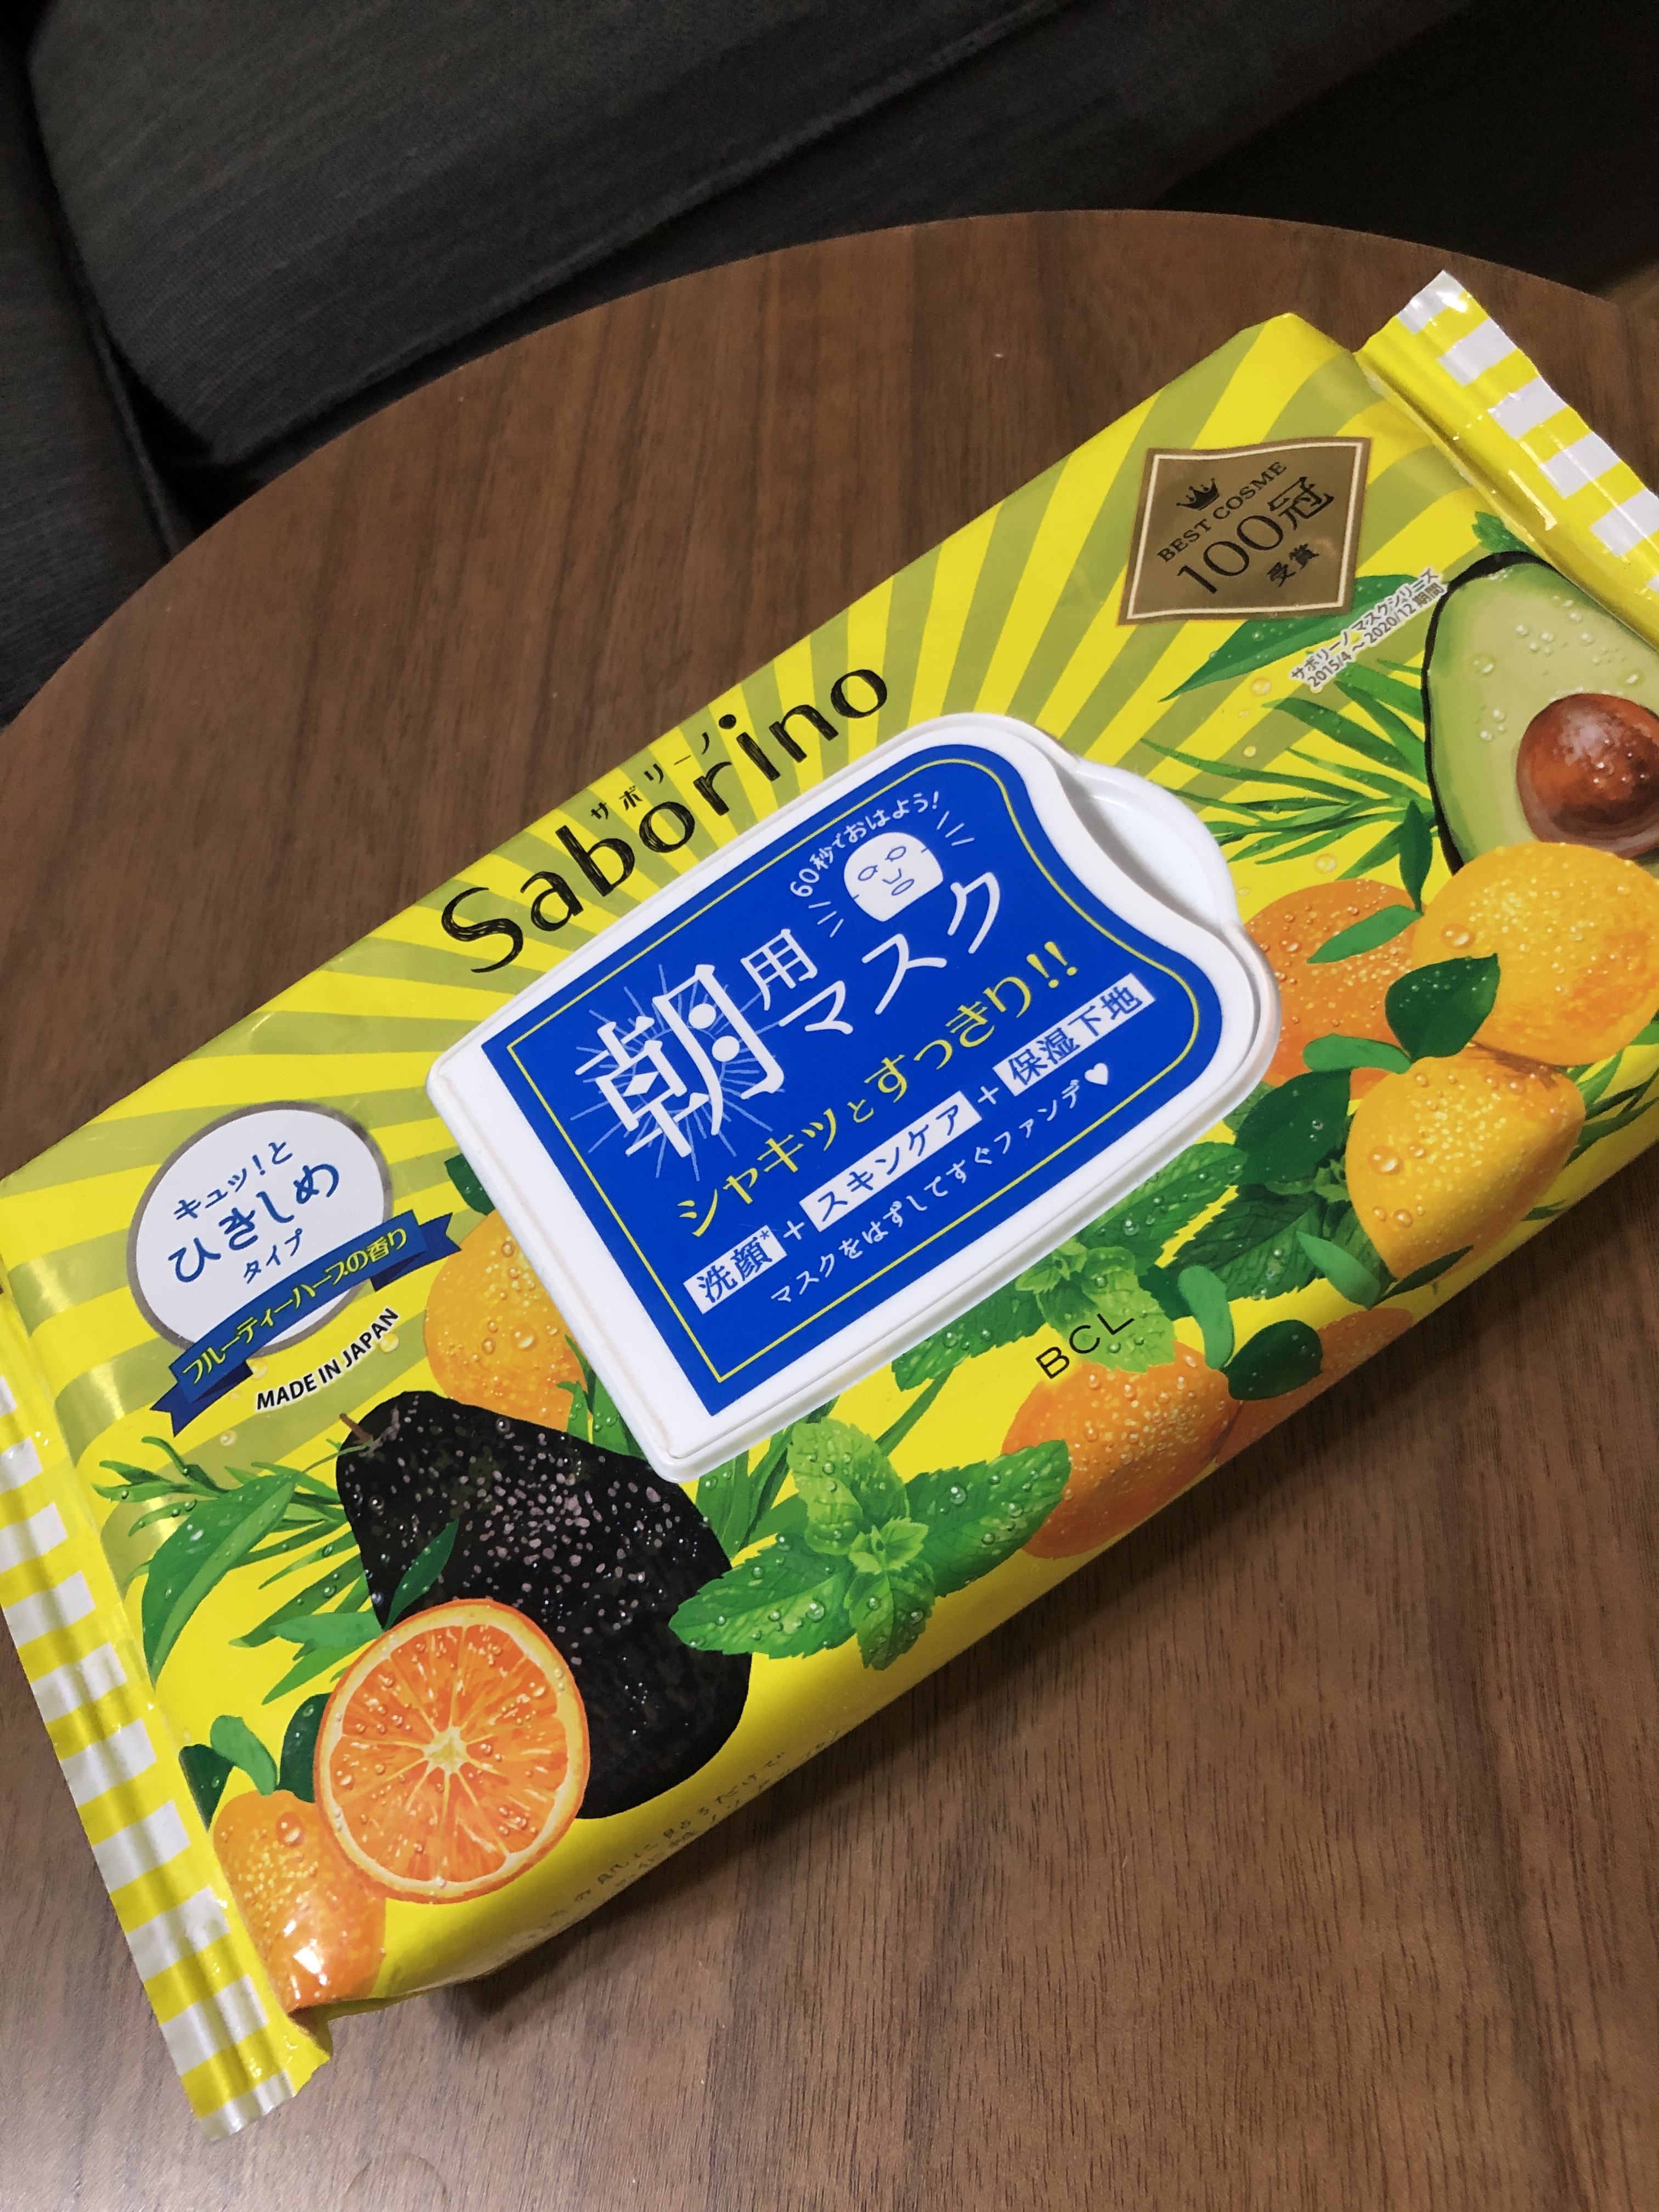 BEST COSME
100冠
受賞
サボリーノ マスクシリーズ
2015/4 ~ 2020/12 期間
サボリーノ
Saborino
60秒でおはよう!
朝用
マスク
シャキッとすっきり!!
洗顔*+スキンケア+保湿下地
マスクをはずしてすぐファンデ♥
BCL
キュッ!と
ひきしめ
タイプ
フルーティーハーブの香り
MADE IN JAPAN